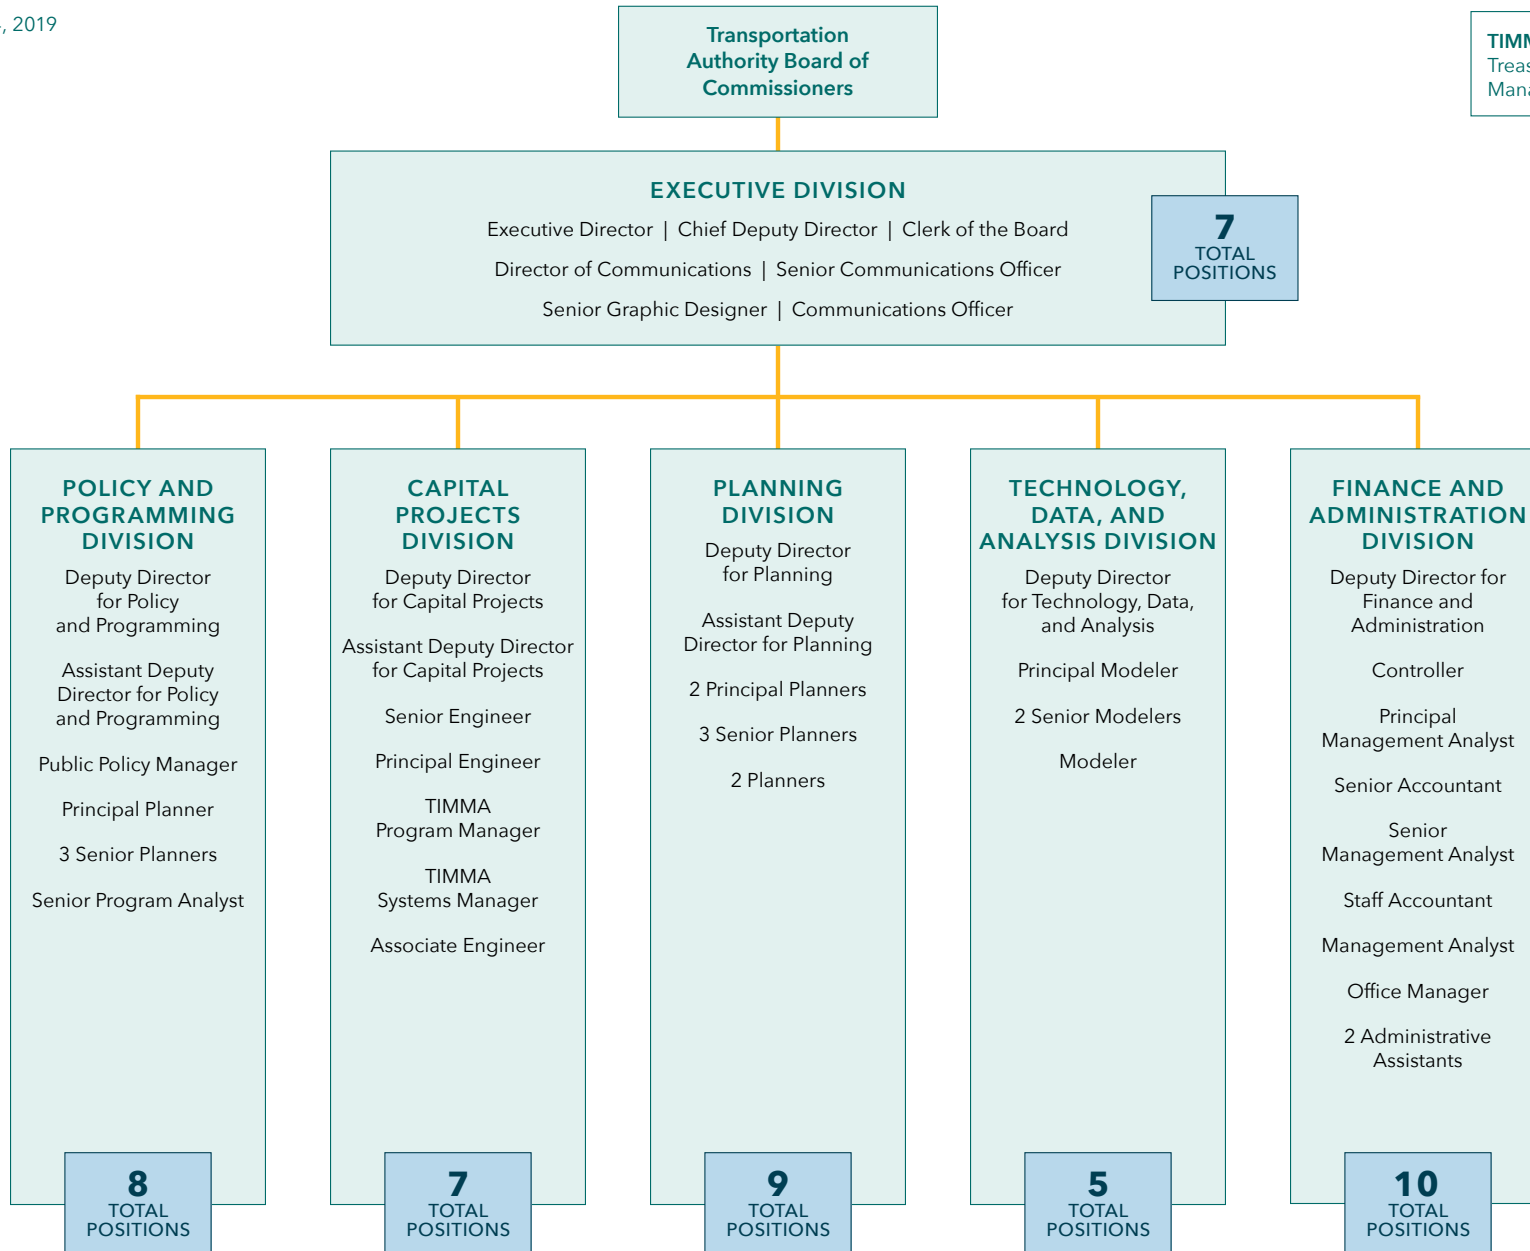 , 2019
Transportation
Authority Board of
Commissioners
EXECUTIVE DIVISION
Executive Director | Chief Deputy Director | Clerk of the Board
Director of Communications | Senior Communications Officer
Senior Graphic Designer | Communications Officer
7
TOTAL
POSITIONS
POLICY AND
PROGRAMMING
DIVISION
Deputy Director
for Policy
and Programming
Assistant Deputy
Director for Policy
and Programming
Public Policy Manager
Principal Planner
3 Senior Planners
Senior Program Analyst
8
TOTAL
POSITIONS
CAPITAL
PROJECTS
DIVISION
Deputy Director
for Capital Projects
Assistant Deputy Director
for Capital Projects
Senior Engineer
Principal Engineer
TIMMA
Program Manager
TIMMA
Systems Manager
Associate Engineer
7
TOTAL
POSITIONS
PLANNING
DIVISION
Deputy Director
for Planning
Assistant Deputy
Director for Planning
2 Principal Planners
3 Senior Planners
2 Planners
9
TOTAL
POSITIONS
TECHNOLOGY,
DATA, AND
ANALYSIS DIVISION
Deputy Director
for Technology, Data,
and Analysis
Principal Modeler
2 Senior Modelers
Modeler
5
TOTAL
POSITIONS
FINANCE AND
ADMINISTRATION
DIVISION
Deputy Director for
Finance and
Administration
Controller
Principal
Management Analyst
Senior Accountant
Senior
Management Analyst
Staff Accountant
Management Analyst
Office Manager
2 Administrative
Assistants
10
TOTAL
POSITIONS